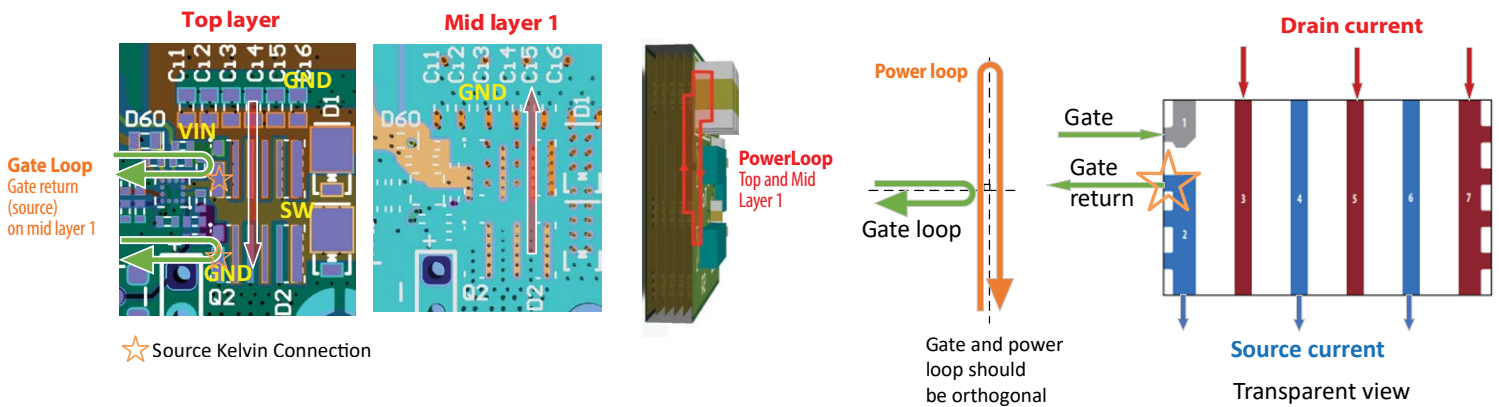 Top layer
C11 C12 C13 C14 C15 C16
GND
D60
VIN
D1
SW
GND
Q2
D2
Gate Loop
Gate return
(source)
on mid layer 1
Source Kelvin Connection
Mid layer 1
C11 C12 C13 C14 C15 C16
GND
D60
D1
+
Q2
D2
PowerLoop
Top and Mid
Layer 1
Power loop
Gate loop
Gate and power
loop should
be orthogonal
Drain current
Gate
Gate
return
1
2
3
4
5
6
7
Source current
Transparent view